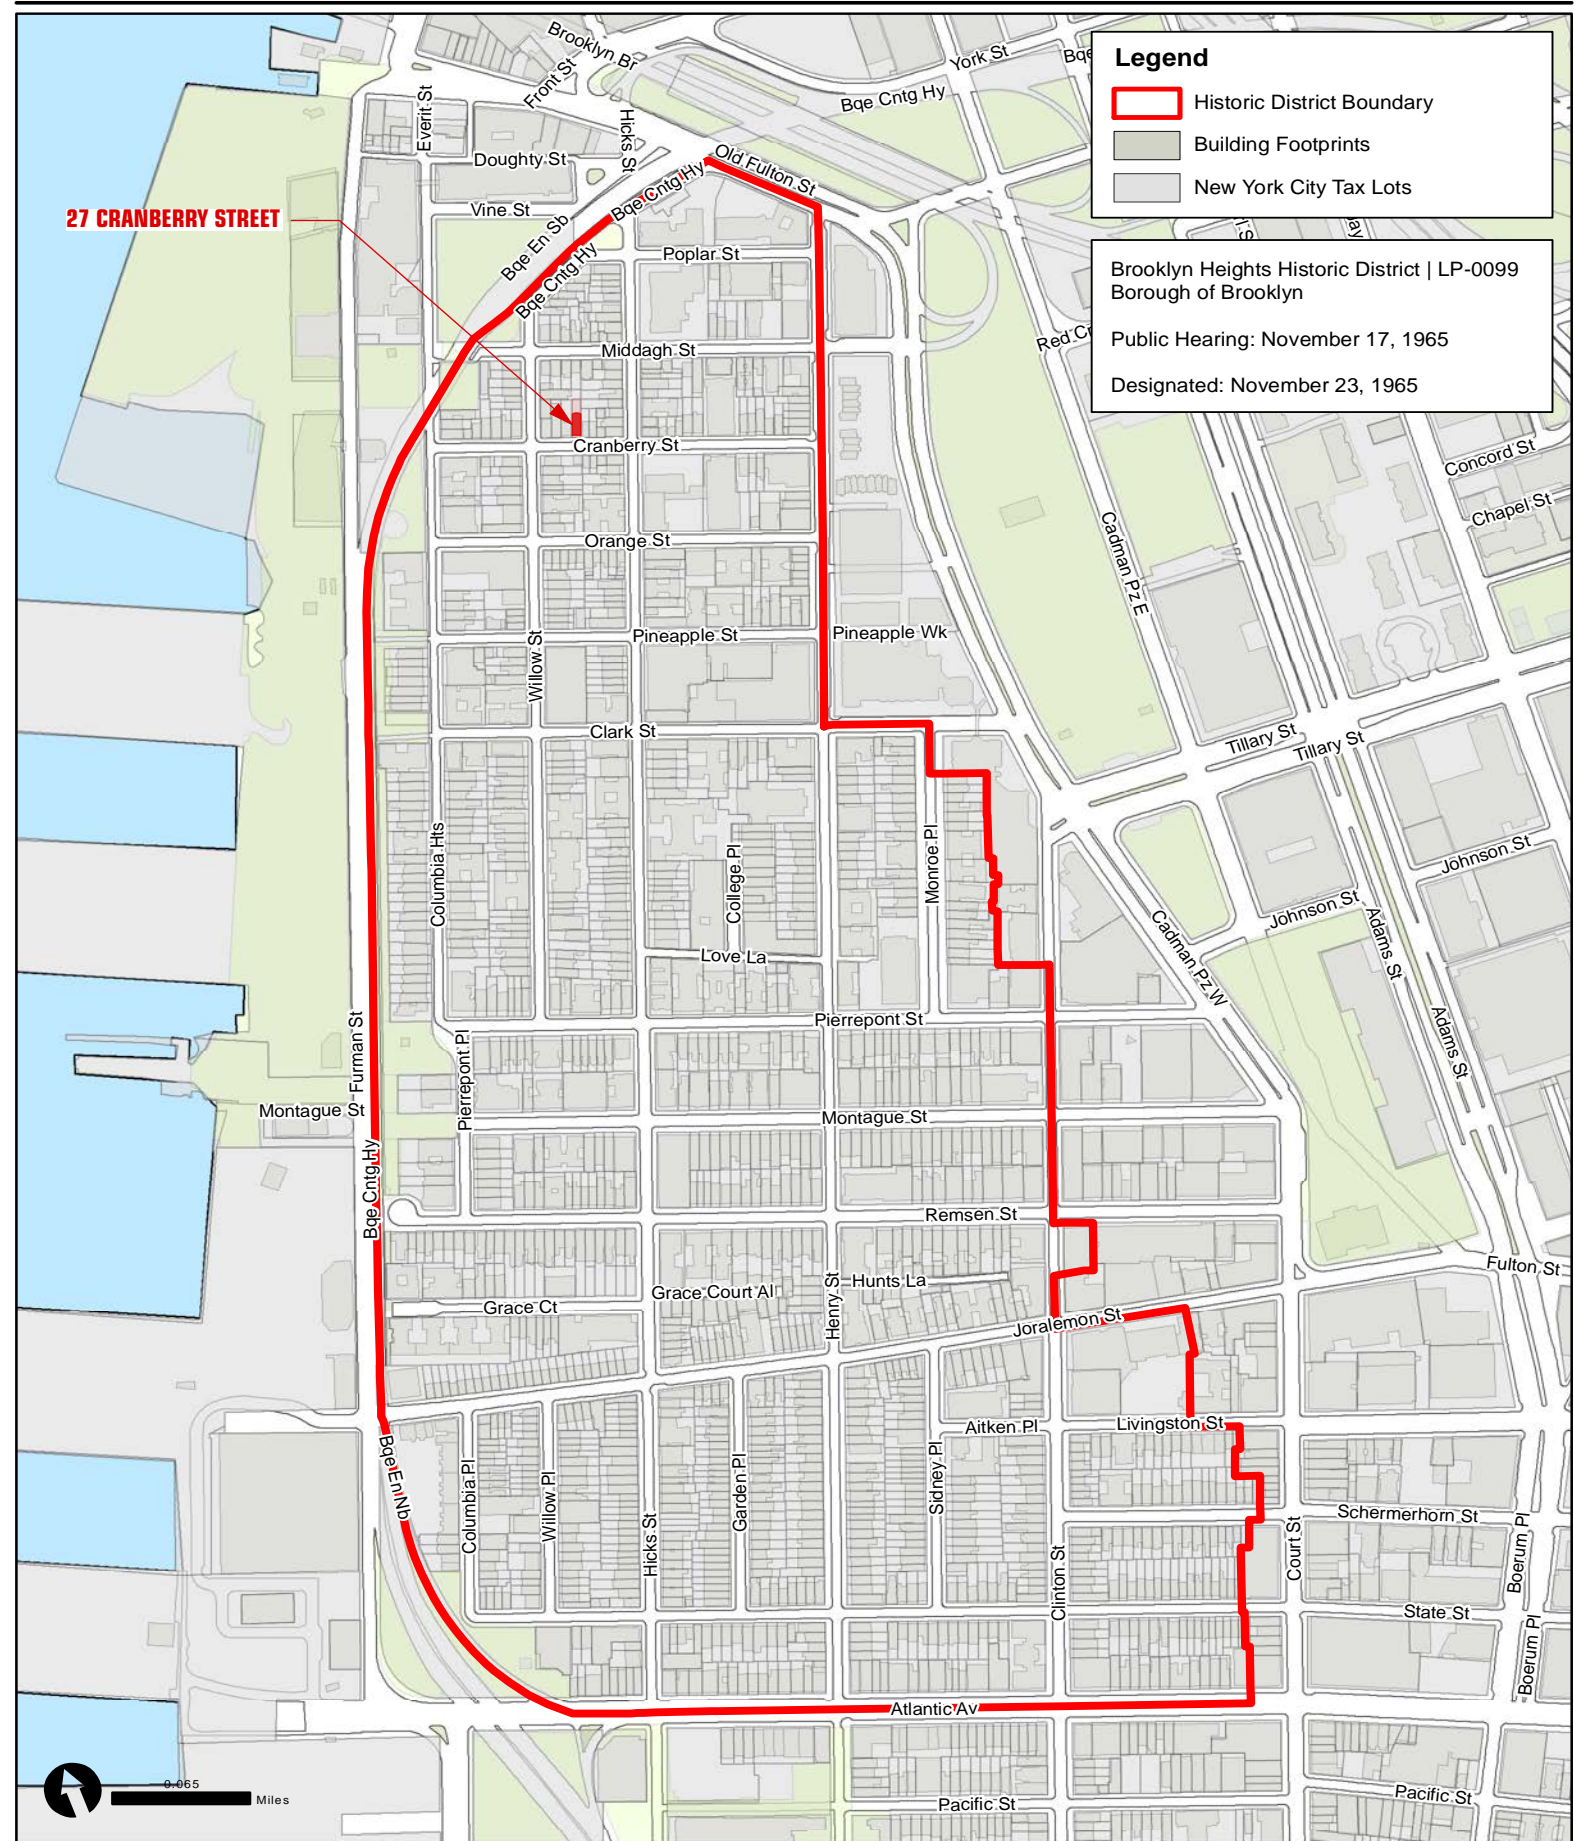 Legend
Historic District Boundary
Building Footprints
New York City Tax Lots
Brooklyn Heights Historic District | LP-0099
Borough of Brooklyn
Public Hearing: November 17, 1965
Designated: November 23, 1965
27 CRANBERRY STREET
Brooklyn Br
Front St
York St
Bqe
Bqe Cntg Hy
Everit St
Hicks St
Doughty St
Old Fulton St
Bqe Cntg Hy
Vine St
Bqe En Sb
Bqe Cntg Hy
Poplar St
Middagh St
Cranberry St
Orange St
Pineapple St
Pineapple Wk
Willow St
Clark St
Cadman Pz E
Concord St
Chapel St
Tillary St
Tillary St
Columbia Hts
College Pl
Monroe Pl
Love La
Johnson St
Johnson St
Adams St
Adams St
Cadman Pz W
Pierrepont St
Pierrepont Pl
Furman St
Montague St
Montague St
Bqe Cntg Hy
Remsen St
Grace Ct
Grace Court Al
Henry St
Hunts La
Joralemon St
Court St
Fulton St
Aitken Pl
Livingston St
Bqe En Nb
Columbia Pl
Willow Pl
Hicks St
Garden Pl
Sidney Pl
Clinton St
Schermerhorn St
Court St
Boerum Pl
State St
Boerum Pl
Atlantic Av
Pacific St
Pacific St
0.065
Miles